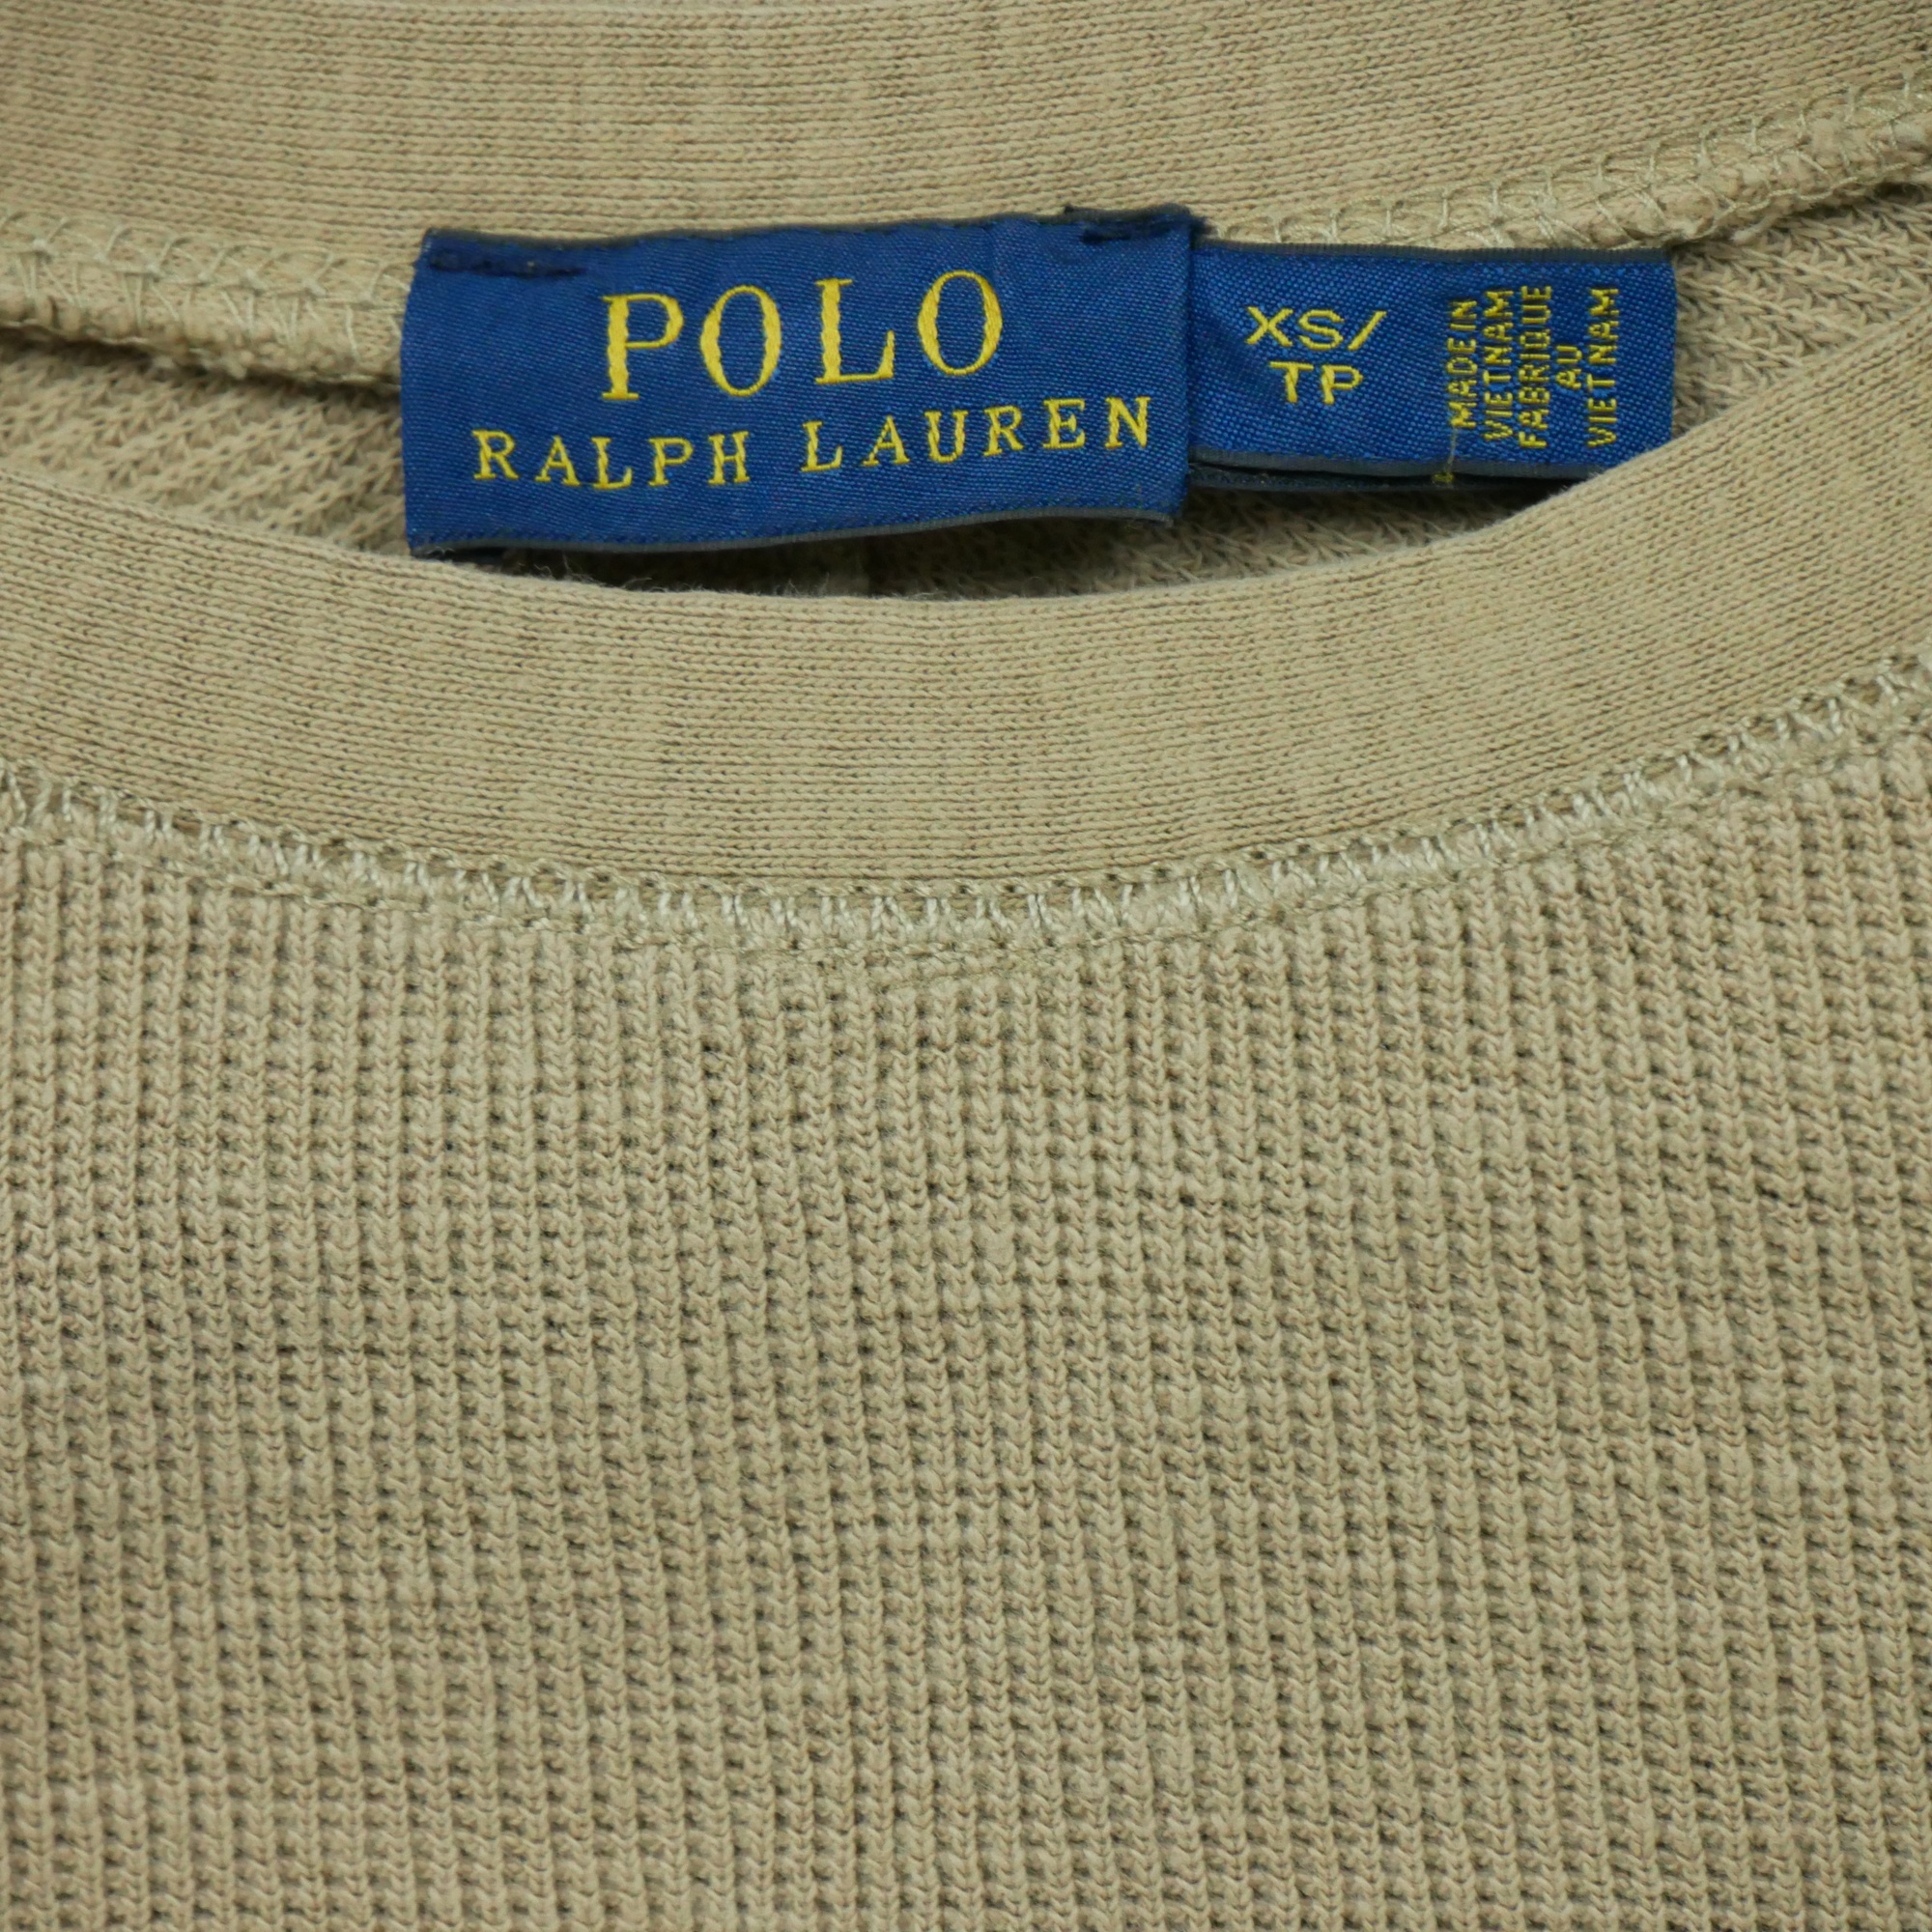 POLO
RALPH LAUREN
XS/
TP
MADE IN
VIETNAM
FABRIQUE
AU
VIETNAM